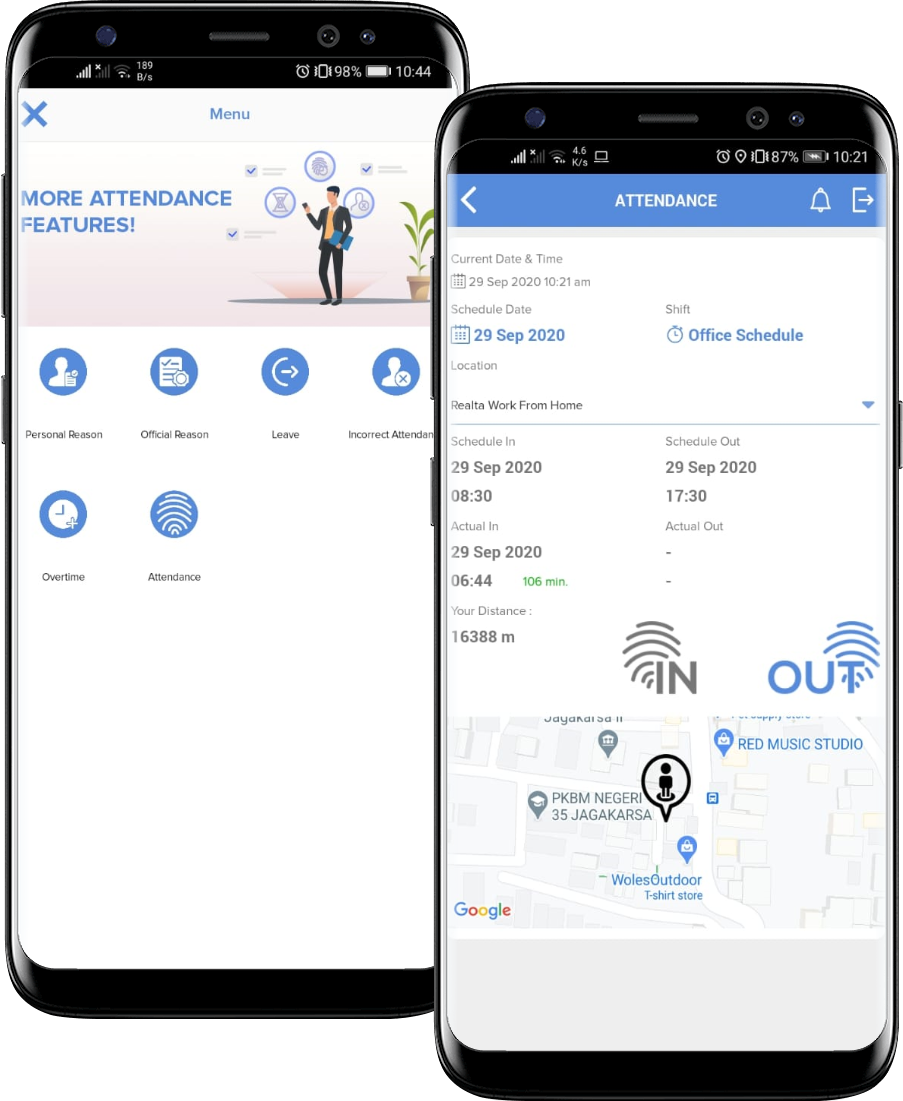 189
B/s
98%
10:44
Menu
MORE ATTENDANCE
FEATURES!
Personal Reason
Official Reason
Leave
Incorrect Attendan
Overtime
Attendance
4.6
K/s
87%
10:21
ATTENDANCE
Current Date & Time
29 Sep 2020 10:21 am
Schedule Date
Shift
29 Sep 2020
Office Schedule
Location
Realta Work From Home
Schedule In
Schedule Out
29 Sep 2020
29 Sep 2020
08:30
17:30
Actual In
Actual Out
29 Sep 2020
-
06:44
106 min.
-
Your Distance :
16388 m
IN
OUT
Jagakarsa II
Pet supply store
RED MUSIC STUDIO
PKBM NEGERI
35 JAGAKARSA
WolesOutdoor
T-shirt store
Google